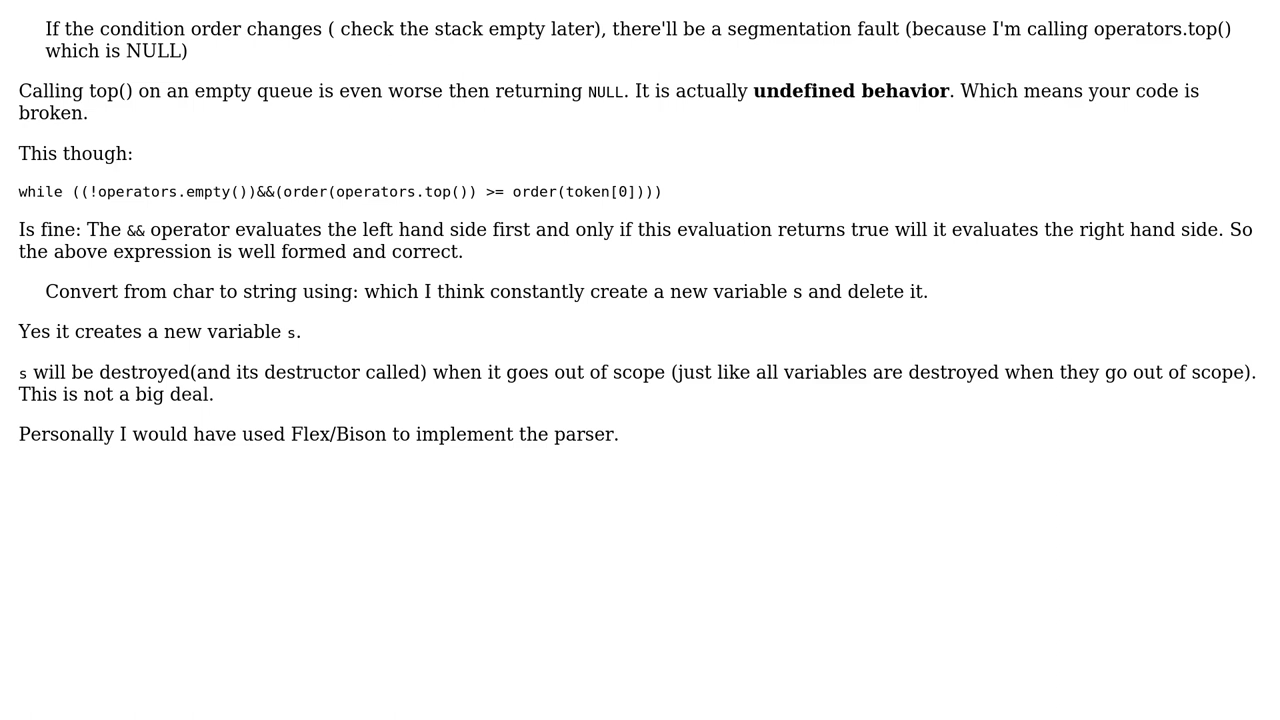 If the condition order changes ( check the stack empty later), there'll be a segmentation fault (because I'm calling operators.top()
which is NULL)
Calling top() on an empty queue is even worse then returning NULL. It is actually undefined behavior. Which means your code is
broken.
This though:
while ((!operators.empty())&&(order(operators.top()) >= order(token[0])))
Is fine: The && operator evaluates the left hand side first and only if this evaluation returns true will it evaluates the right hand side. So
the above expression is well formed and correct.
Convert from char to string using: which I think constantly create a new variable s and delete it.
Yes it creates a new variable s.
s will be destroyed(and its destructor called) when it goes out of scope (just like all variables are destroyed when they go out of scope).
This is not a big deal.
Personally I would have used Flex/Bison to implement the parser.